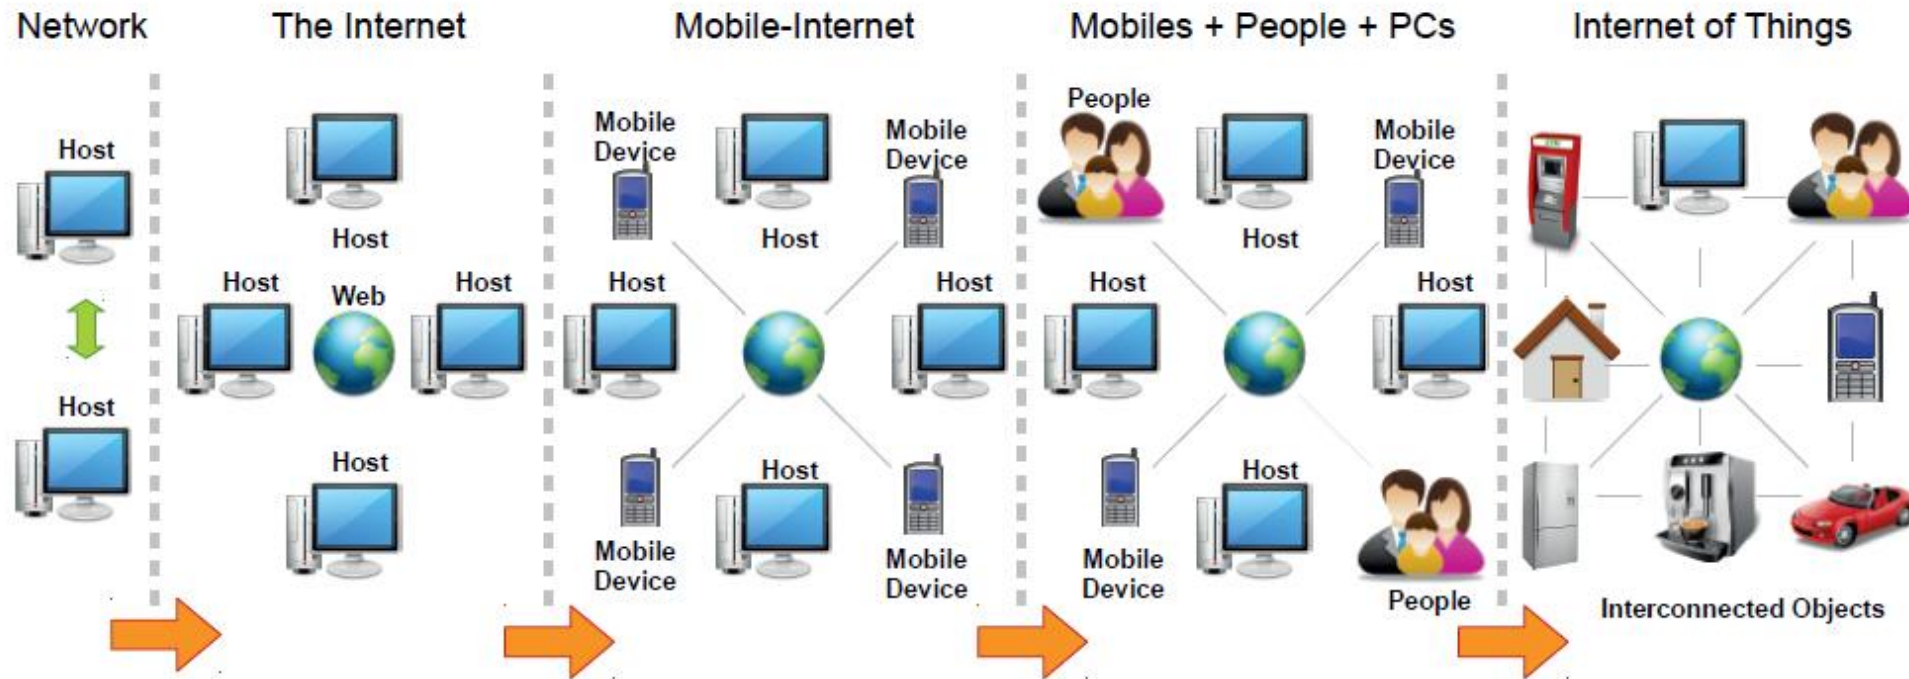 Network
The Internet
Mobile-Internet
Mobiles + People + PCs
Internet of Things
Host
Host
Host
Host
Web
Host
Host
Mobile
Device
Host
Mobile
Device
Host
Host
Mobile
Device
Host
Mobile
Device
People
Host
Mobile
Device
Host
Host
Mobile
Device
Host
People
Interconnected Objects